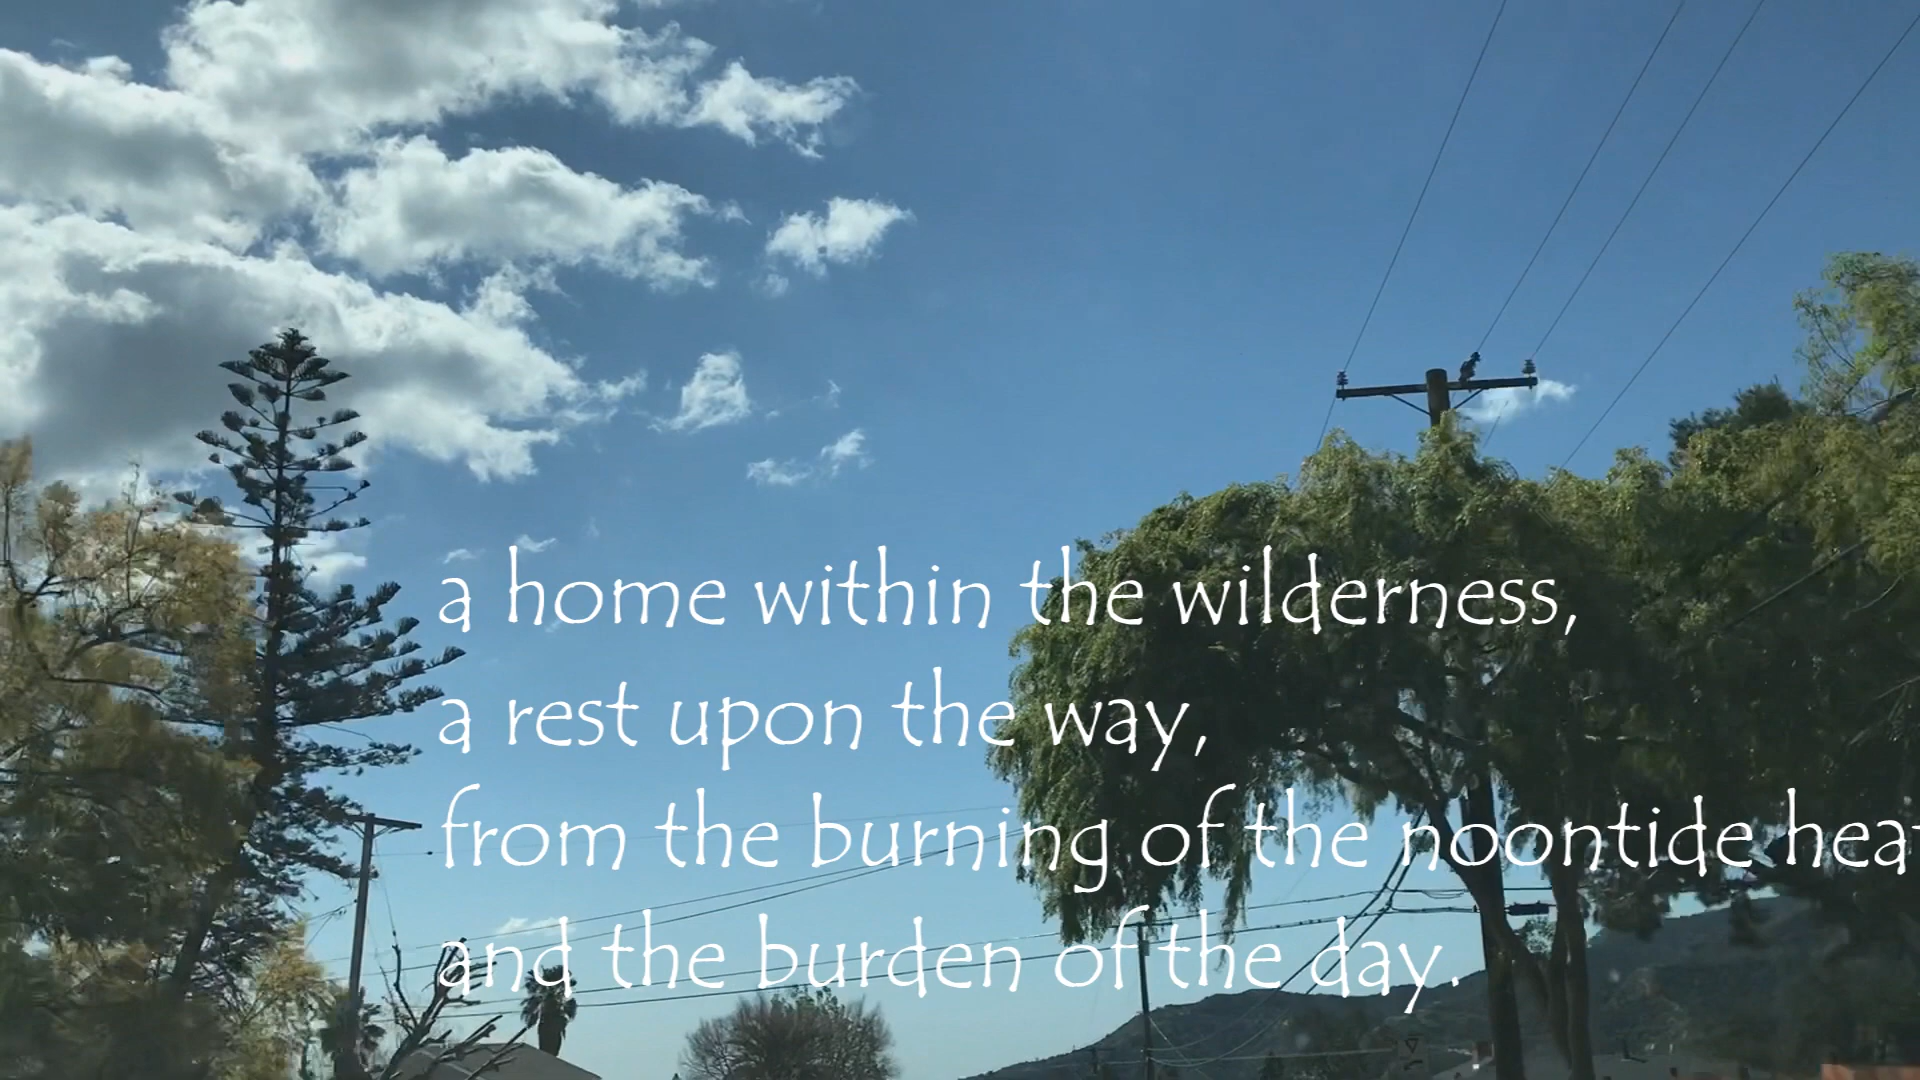 a home within the wilderness,
a rest upon the way,
from the burning of the noontide heat
and the burden of the day.